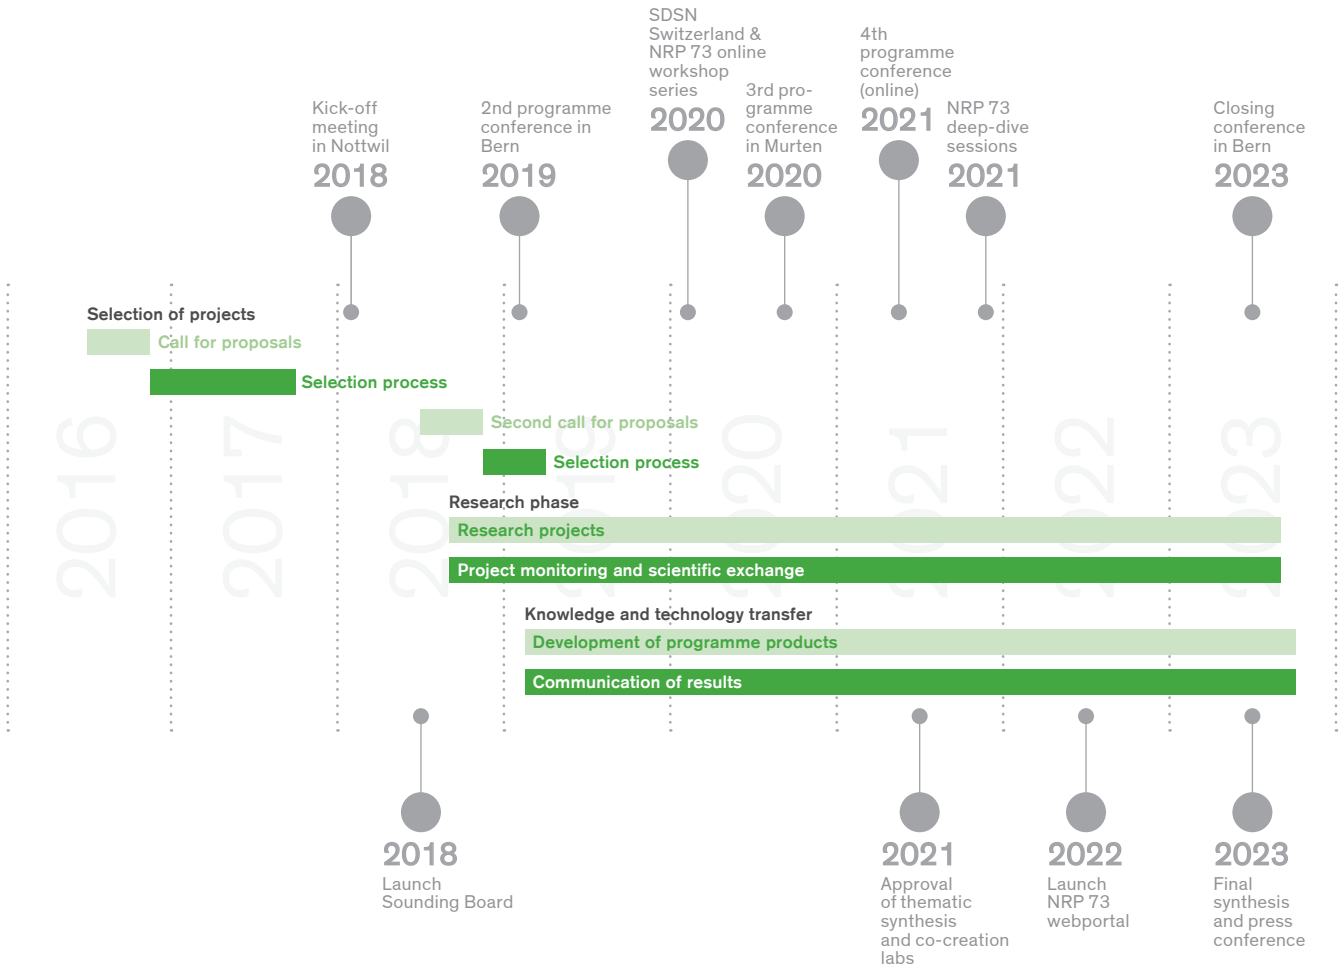 SDSN
Switzerland &
NRP 73 online
workshop
series
2020
4th
programme
conference
(online)
2021
Kick-off
meeting
in Nottwil
2018
2nd programme
conference in
Bern
2019
3rd pro-
gramme
conference
in Murten
2020
NRP 73
deep-dive
sessions
2021
Closing
conference
in Bern
2023
Selection of projects
Call for proposals
Selection process
Second call for proposals
Selection process
2016
2017
2018
2019
2020
2021
2022
2023
Research phase
Research projects
Project monitoring and scientific exchange
Knowledge and technology transfer
Development of programme products
Communication of results
2018
Launch
Sounding Board
2021
Approval
of thematic
synthesis
and co-creation
labs
2022
Launch
NRP 73
webportal
2023
Final
synthesis
and press
conference